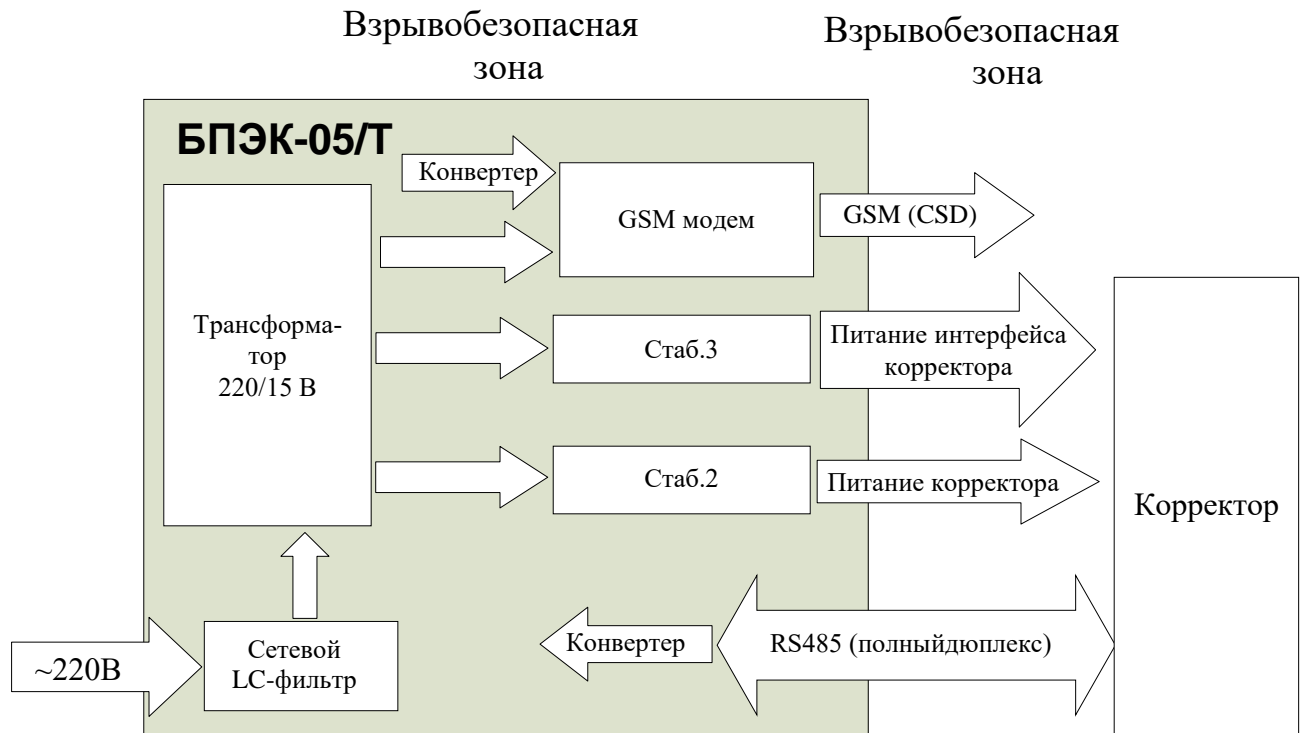 Взрывобезопасная
зона
Взрывобезопасная
зона
БПЭК-05/Т
Конвертер
GSM модем
GSM (CSD)
Трансформа-
тор
220/15 В
Стаб.3
Питание интерфейса
корректора
Стаб.2
Питание корректора
Корректор
~220В
Сетевой
LC-фильтр
Конвертер
RS485 (полныйдюплекс)